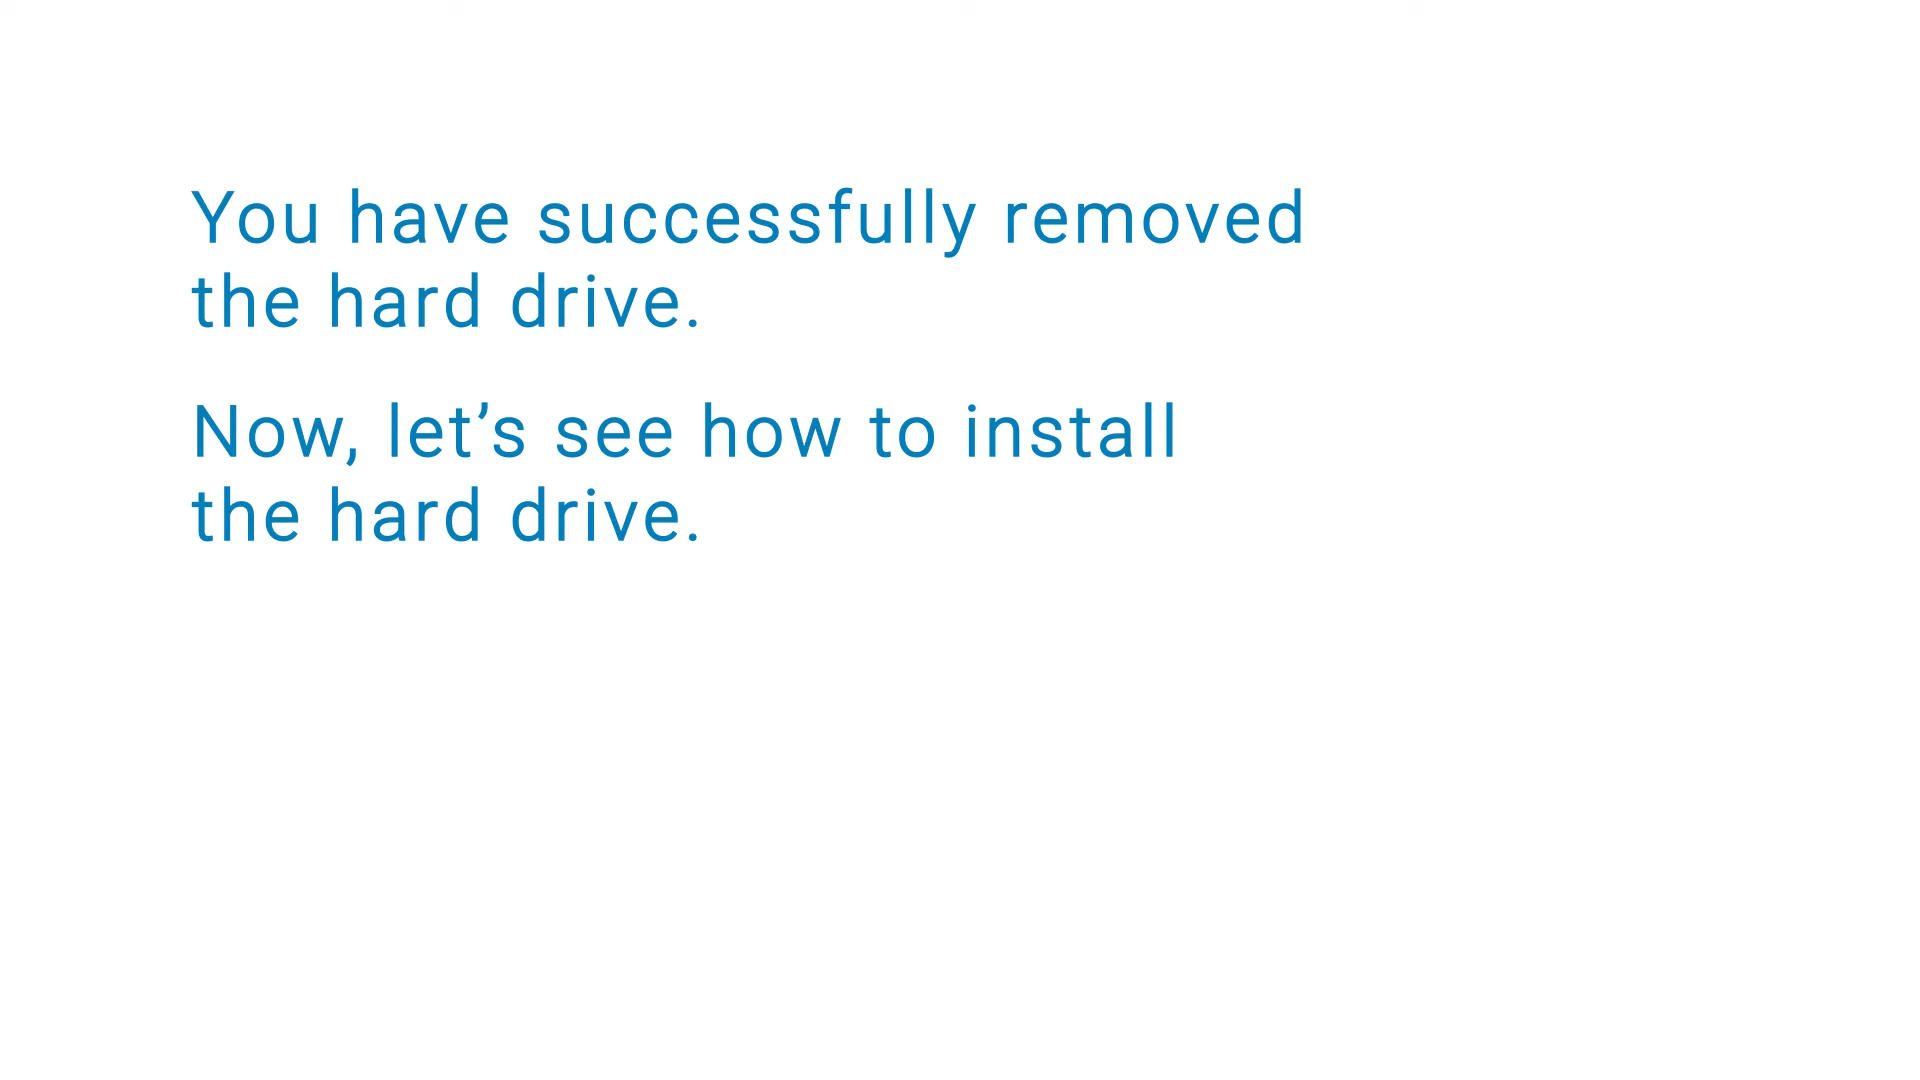 You have successfully removed
the hard drive.
Now, let’s see how to install
the hard drive.